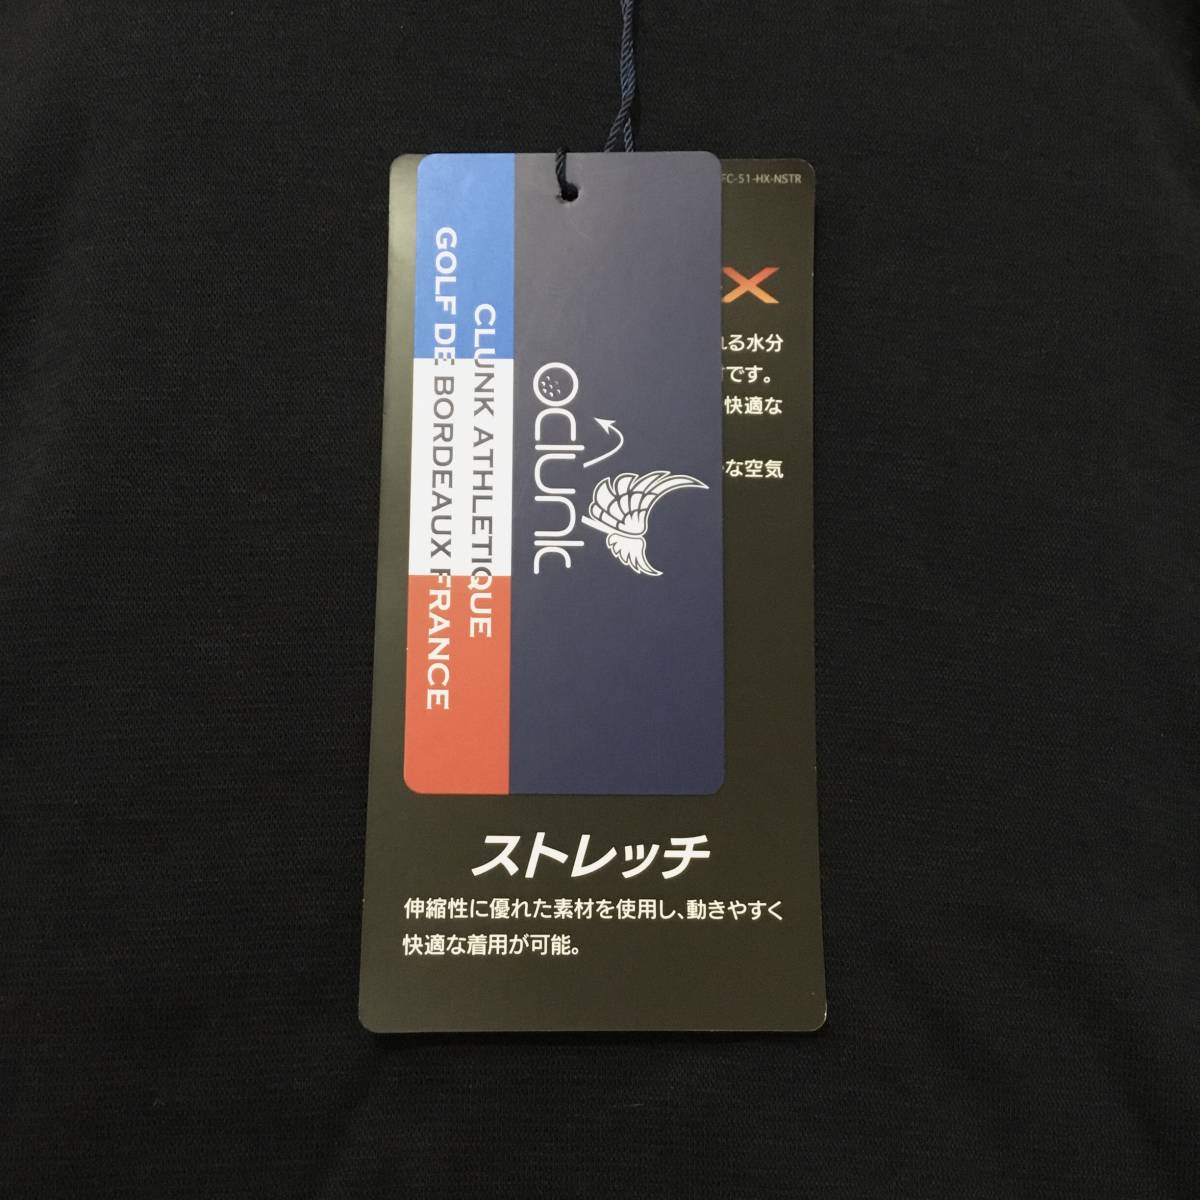 FC-51-HX-NSTR
X
れる水分
です。
快適な
な空気
CLUNK ATHLETIQUE
GOLF DE BORDEAUX FRANCE
clunk
ストレッチ
伸縮性に優れた素材を使用し、動きやすく
快適な着用が可能。